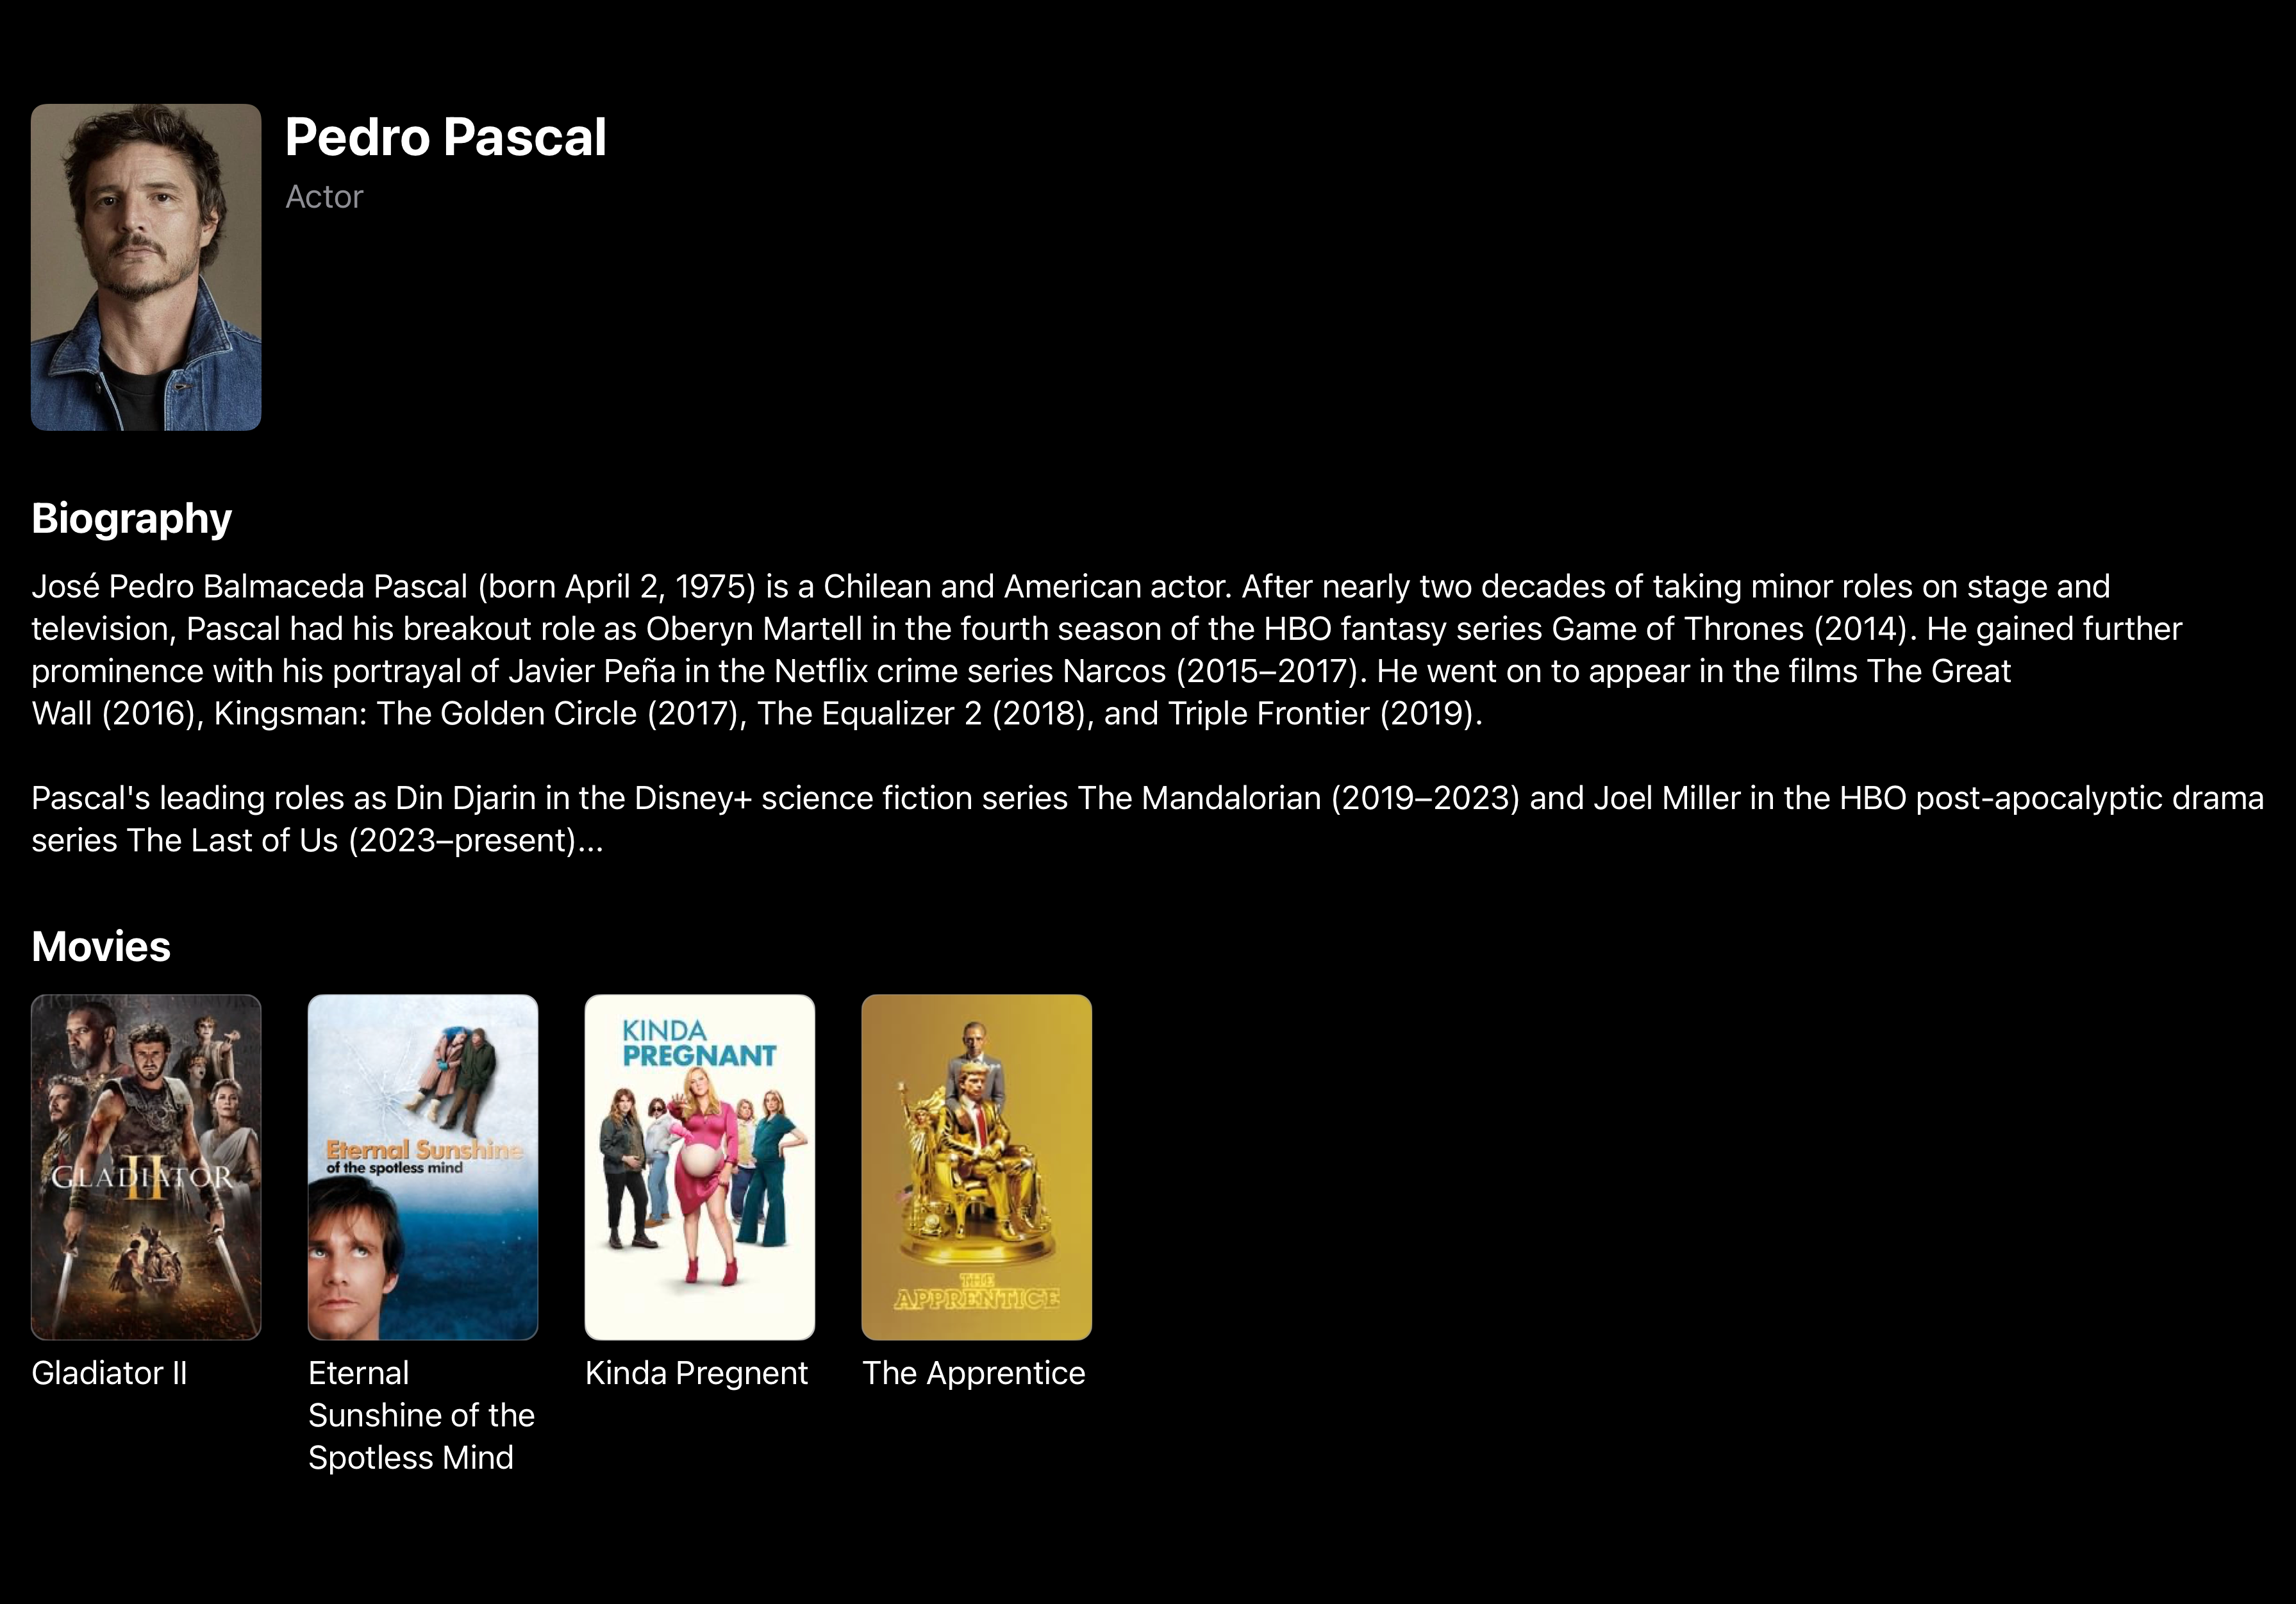 Pedro Pascal
Actor
Biography
José Pedro Balmaceda Pascal (born April 2, 1975) is a Chilean and American actor. After nearly two decades of taking minor roles on stage and
television, Pascal had his breakout role as Oberyn Martell in the fourth season of the HBO fantasy series Game of Thrones (2014). He gained further
prominence with his portrayal of Javier Peña in the Netflix crime series Narcos (2015–2017). He went on to appear in the films The Great
Wall (2016), Kingsman: The Golden Circle (2017), The Equalizer 2 (2018), and Triple Frontier (2019).
Pascal's leading roles as Din Djarin in the Disney+ science fiction series The Mandalorian (2019–2023) and Joel Miller in the HBO post-apocalyptic drama
series The Last of Us (2023–present)...
Movies
GLADIATOR
II
Eternal Sunshine
of the spotless mind
KINDA
PREGNANT
THE
APPRENTICE
Gladiator II
Eternal
Sunshine of the
Spotless Mind
Kinda Pregnent
The Apprentice